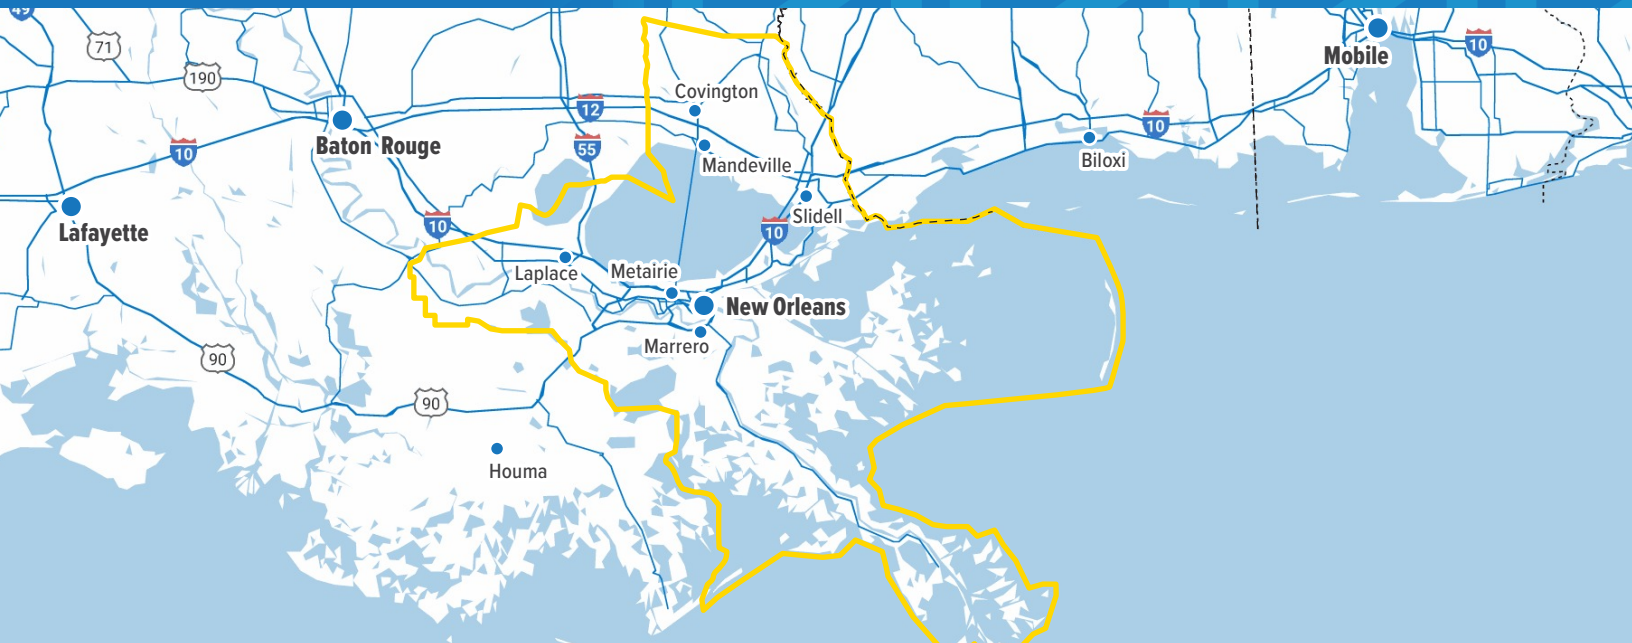 49
71
190
10
Mobile
10
Covington
12
Baton Rouge
10
55
10
Biloxi
Mandeville
Lafayette
10
Slidell
10
Laplace
Metairie
New Orleans
Marrero
90
90
Houma